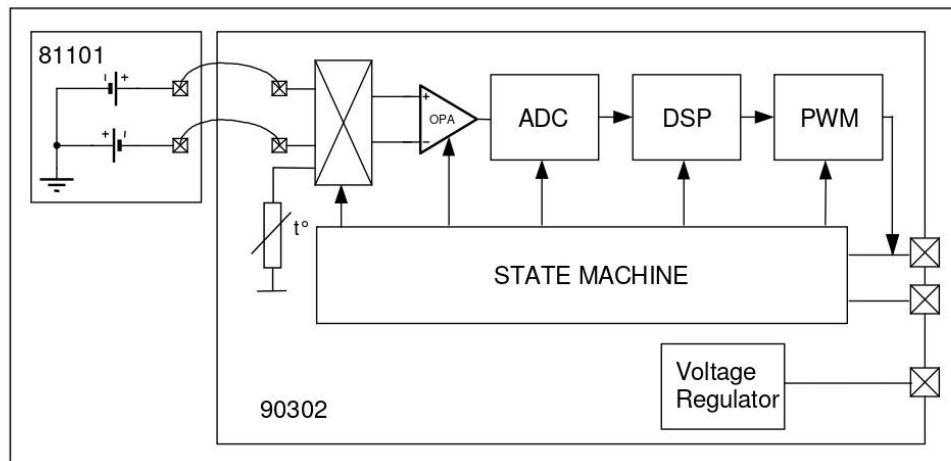 81101
OPA
ADC
DSP
PWM
t°
STATE MACHINE
Voltage
Regulator
90302